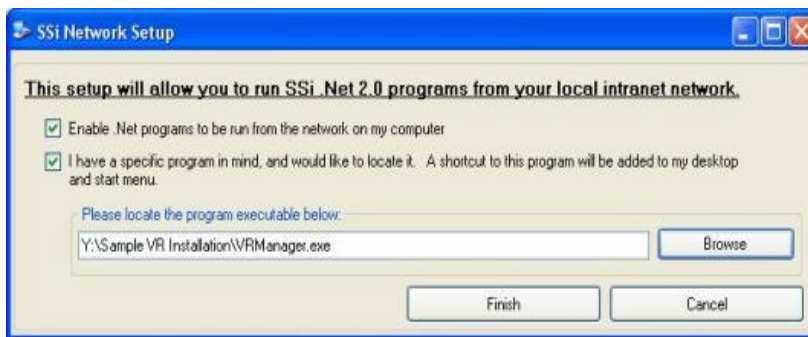 SSi Network Setup
This setup will allow you to run SSi .Net 2.0 programs from your local intranet network.
Enable .Net programs to be run from the network on my computer
I have a specific program in mind, and would like to locate it. A shortcut to this program will be added to my desktop
and start menu.
Please locate the program executable below:
Y:\Sample VR Installation\VRManager.exe
Browse
Finish
Cancel